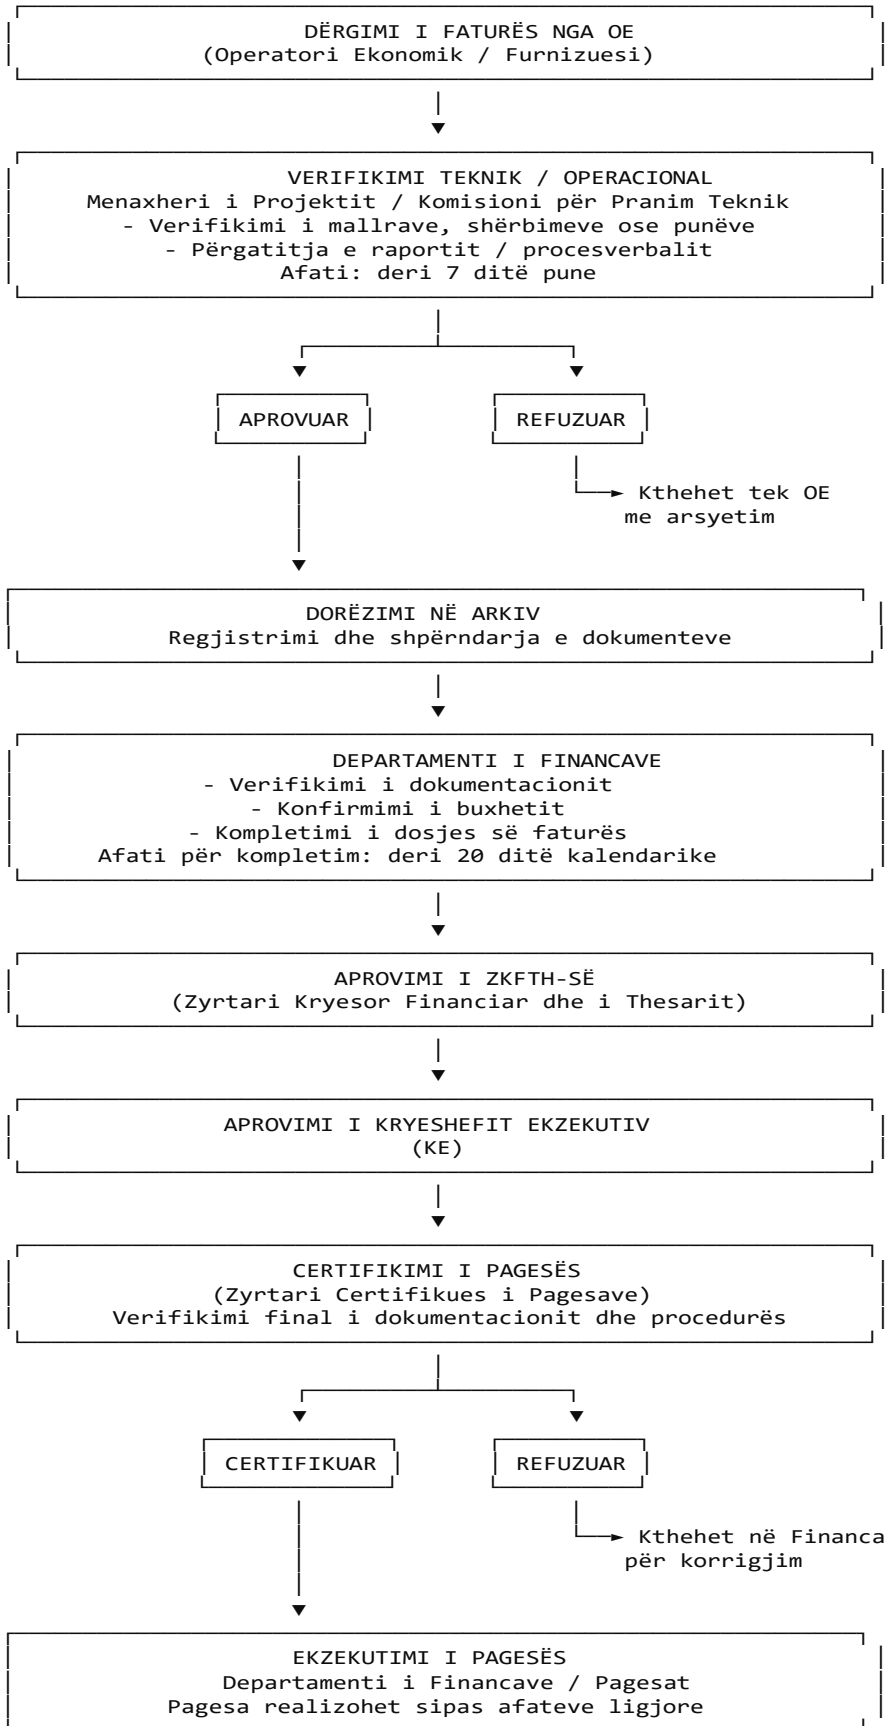 DËRGIMI I FATURËS NGA OE
(Operatori Ekonomik / Furnizuesi)
VERIFIKIMI TEKNIK / OPERACIONAL
Menaxheri i Projektit / Komisioni për Pranim Teknik
- Verifikimi i mallrave, shërbimeve ose punëve
- Përgatitja e raportit / procesverbalit
Afati: deri 7 ditë pune
APROVUAR
REFUZUAR
Kthehet tek OE
me arsyetim
DORËZIMI NË ARKIV
Regjistrimi dhe shpërndarja e dokumenteve
DEPARTAMENTI I FINANCAVE
- Verifikimi i dokumentacionit
- Konfirmimi i buxhetit
- Kompletimi i dosjes së faturës
Afati për kompletim: deri 20 ditë kalendarike
APROVIMI I ZKFTH-SË
(Zyrtari Kryesor Financiar dhe i Thesarit)
APROVIMI I KRYESHEFIT EKZEKUTIV
(KE)
CERTIFIKIMI I PAGESËS
(Zyrtari Certifikues i Pagesave)
Verifikimi final i dokumentacionit dhe procedurës
CERTIFIKUAR
REFUZUAR
Kthehet në Financa
për korrigjim
EKZEKUTIMI I PAGESËS
Departamenti i Financave / Pagesat
Pagesa realizohet sipas afateve ligjore